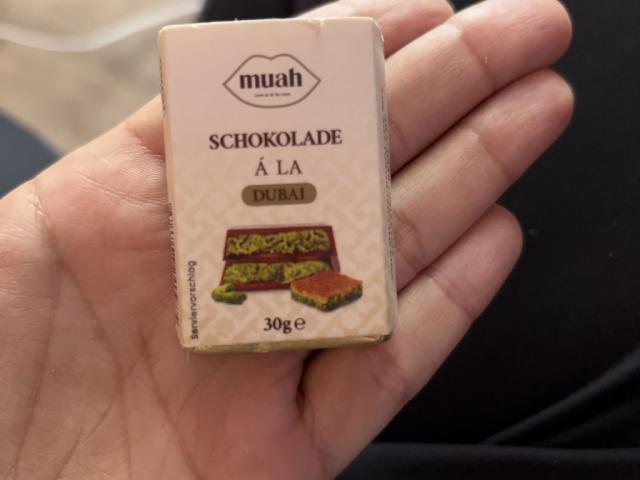 muah
SCHOKOLADE
Á LA
DUBAI
Serviervorschlag
30g e